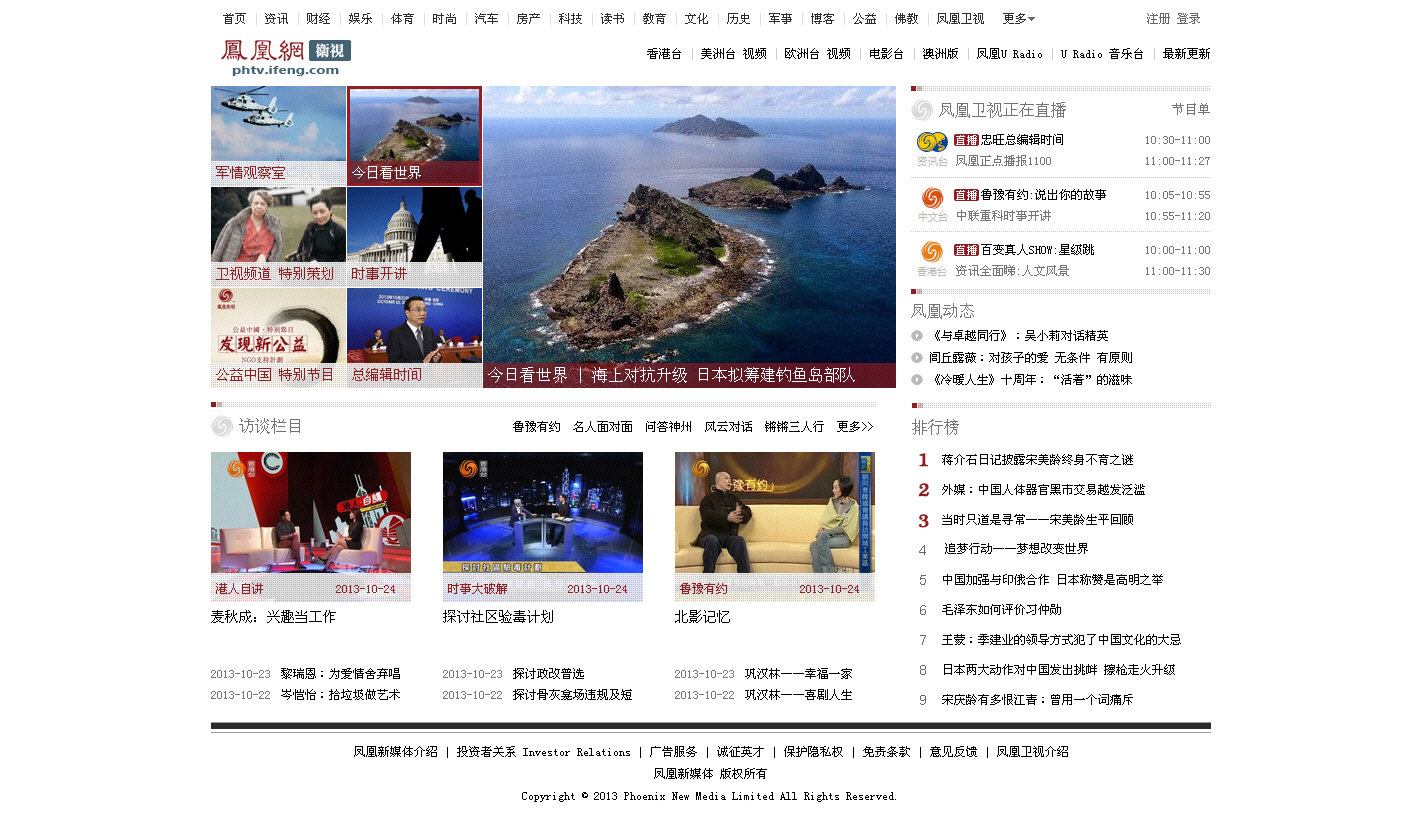 首页 资讯 财经 娱乐 体育 时尚 汽车 房产 科技 读书 教育 文化 历史 军事 博客 公益 佛教 凤凰卫视 更多 注册 登录
鳳凰網 衛視
phtv.ifeng.com
香港台 美洲台 视频 欧洲台 视频 电影台 澳洲版 凤凰U Radio U Radio 音乐台 最新更新
军情观察室
今日看世界
卫视频道 特别策划
时事开讲
公益中國·特別節目
发现新公益
NGO支持計劃
公益中国 特别节目
总编辑时间
今日看世界 | 海上对抗升级 日本拟筹建钓鱼岛部队
凤凰卫视正在直播 节目单
资讯台
直播 忠旺总编辑时间 10:30-11:00
凤凰正点播报1100 11:00-11:27
中文台
直播 鲁豫有约:说出你的故事 10:05-10:55
中联重科时事开讲 10:55-11:20
香港台
直播 百变真人SHOW:星级跳 10:00-11:00
资讯全面睇:人文风景 11:00-11:30
凤凰动态
《与卓越同行》:吴小莉对话精英
闾丘露薇:对孩子的爱 无条件 有原则
《冷暖人生》十周年:“活着”的滋味
访谈栏目 鲁豫有约 名人面对面 问答神州 风云对话 锵锵三人行 更多>>
港人自講
港人自讲 2013-10-24
麦秋成：兴趣当工作
2013-10-23 黎瑞恩:为爱情舍弃唱
2013-10-22 岑恺怡:拾垃圾做艺术
探討社區驗毒計劃
时事大破解 2013-10-24
探讨社区验毒计划
2013-10-23 探讨政改普选
2013-10-22 探讨骨灰龛场违规及短
豫有约
鲁豫有约 2013-10-24
北影记忆
2013-10-23 巩汉林——幸福一家
2013-10-22 巩汉林——喜剧人生
排行榜
1 蒋介石日记披露宋美龄终身不育之谜
2 外媒:中国人体器官黑市交易越发泛滥
3 当时只道是寻常——宋美龄生平回顾
4 追梦行动——梦想改变世界
5 中国加强与印俄合作 日本称赞是高明之举
6 毛泽东如何评价习仲勋
7 王蒙:季建业的领导方式犯了中国文化的大忌
8 日本两大动作对中国发出挑衅 擦枪走火升级
9 宋庆龄有多恨江青:曾用一个词痛斥
凤凰新媒体介绍 | 投资者关系 Investor Relations | 广告服务 | 诚征英才 | 保护隐私权 | 免责条款 | 意见反馈 | 凤凰卫视介绍
凤凰新媒体 版权所有
Copyright © 2013 Phoenix New Media Limited All Rights Reserved.